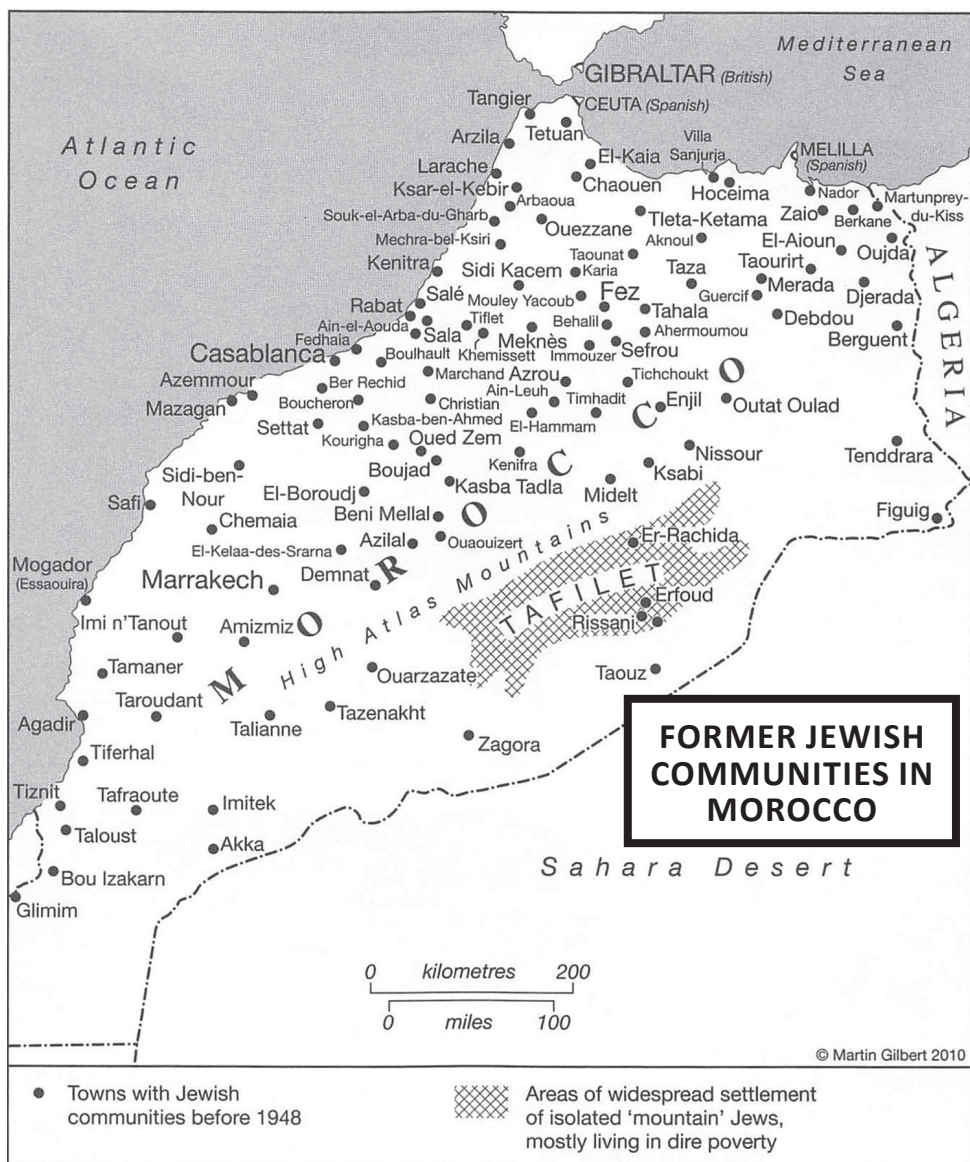 Mediterranean
Sea
GIBRALTAR (British)
CEUTA (Spanish)
Tangier
Tetuan
Atlantic
Ocean
Arzila
Villa
Sanjurja
MELILLA
(Spanish)
El-Kaia
Larache
Chaouen
Hoceima
Nador
Martunprey-
du-Kiss
Ksar-el-Kebir
Arbaoua
Zaio
Berkane
Souk-el-Arba-du-Gharb
Ouezzane
Tleta-Ketama
Mechra-bel-Ksiri
Aknoul
El-Aioun
Oujda
ALGERIA
Taounat
Kenitra
Sidi Kacem
Karia
Taza
Taourirt
Merada
Djerada
Mouley Yacoub
Fez
Guercif
Salé
Rabat
Tiflet
Tahala
Debdou
Ain-el-Aouda
Sala
Behalil
Ahermoumou
Berguent
Fedhaia
Khemissett
Meknès
Immouzer
Sefrou
Casablanca
Boulhault
Marchand
Azrou
Tichchoukt
Azemmour
Ber Rechid
Ain-Leuh
Timhadit
Enjil
Outat Oulad
Mazagan
Boucheron
Christian
El-Hammam
Settat
Kasba-ben-Ahmed
Kourigha
Oued Zem
Kenifra
Nissour
Tenddrara
Sidi-ben-
Nour
Boujad
Ksabi
Kasba Tadla
Midelt
El-Boroudj
Safi
Chemaia
Beni Mellal
Figuig
Azilal
Ouaouizert
Er-Rachida
El-Kelaa-des-Srarna
Mogador
(Essaouira)
Marrakech
Demnat
MOROCCO
High Atlas Mountains
TAFILET
Erfoud
Rissani
Imi n'Tanout
Amizmiz
Tamaner
Ouarzazate
Taouz
Taroudant
Agadir
Talianne
Tazenakht
Zagora
Tiferhal
FORMER JEWISH
COMMUNITIES IN
MOROCCO
Tiznit
Tafraoute
Imitek
Taloust
Akka
Sahara Desert
Bou Izakarn
Glimim
0 kilometres 200
0 miles 100
© Martin Gilbert 2010
Towns with Jewish
communities before 1948
Areas of widespread settlement
of isolated 'mountain' Jews,
mostly living in dire poverty